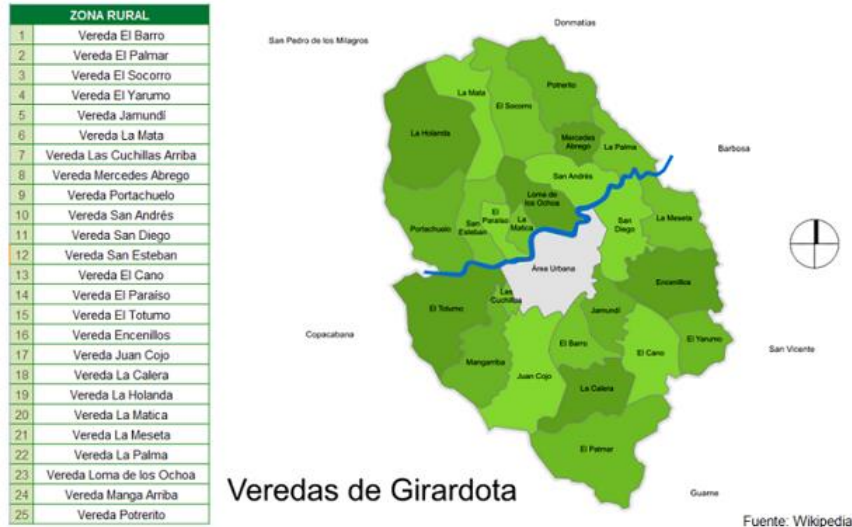 ZONA RURAL
1 Vereda El Barro
2 Vereda El Palmar
3 Vereda El Socorro
4 Vereda El Yarumo
5 Vereda Jamundí
6 Vereda La Mata
7 Vereda Las Cuchillas Arriba
8 Vereda Mercedes Abrego
9 Vereda Portachuelo
10 Vereda San Andrés
11 Vereda San Diego
12 Vereda San Esteban
13 Vereda El Cano
14 Vereda El Paraíso
15 Vereda El Totumo
16 Vereda Encenillos
17 Vereda Juan Cojo
18 Vereda La Calera
19 Vereda La Holanda
20 Vereda La Matica
21 Vereda La Meseta
22 Vereda La Palma
23 Vereda Loma de los Ochoa
24 Vereda Manga Arriba
25 Vereda Potrerito
Donmatías
San Pedro de los Milagros
La Mata
Potrerito
El Socorro
La Holanda
Mercedes
Abrego
La Palma
Barbosa
San Andrés
Loma de
los Ochoa
Portachuelo
San
Esteban
El
Paraíso
La
Matica
San
Diego
La Meseta
Área Urbana
Encenillos
Las
Cuchillas
El Totumo
Jamundí
Copacabana
El Barro
El Cano
El Yarumo
San Vicente
Mangarriba
Juan Cojo
La Calera
El Palmar
Guarne
Veredas de Girardota
Fuente: Wikipedia